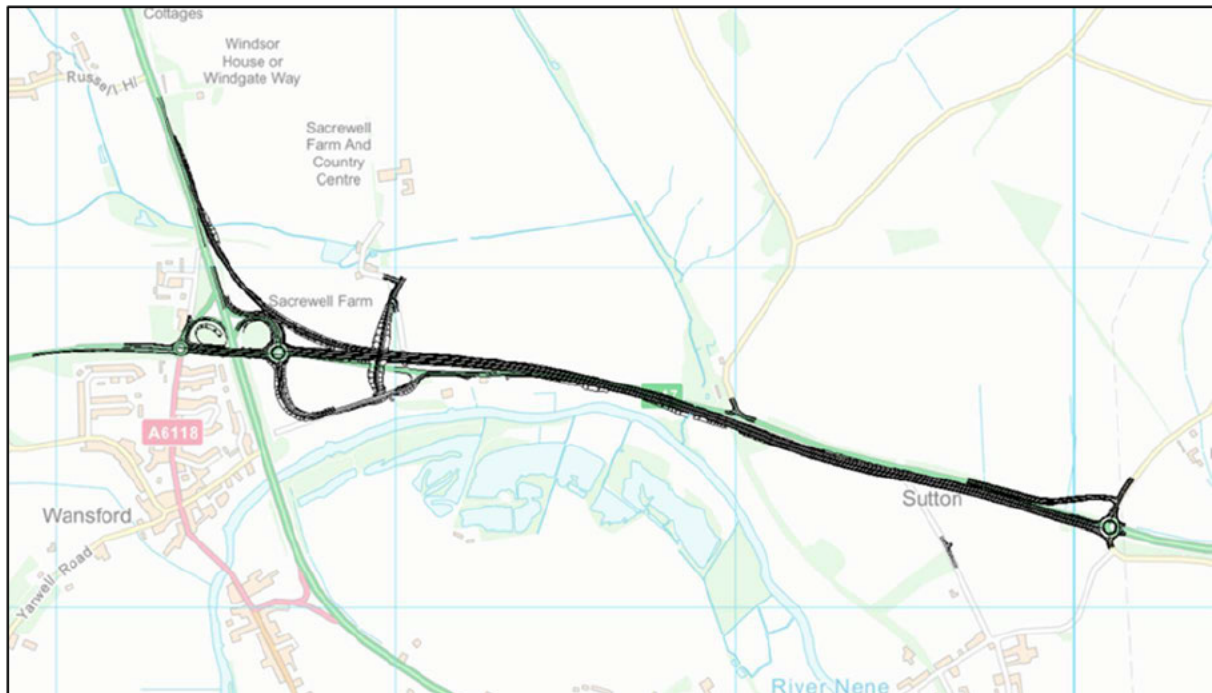 Cottages
Windsor
House or
Windgate Way
Russell Hl
Sacrewell
Farm And
Country
Centre
Sacrewell Farm
A6118
Sutton
Wansford
Yarwell Road
River Nene